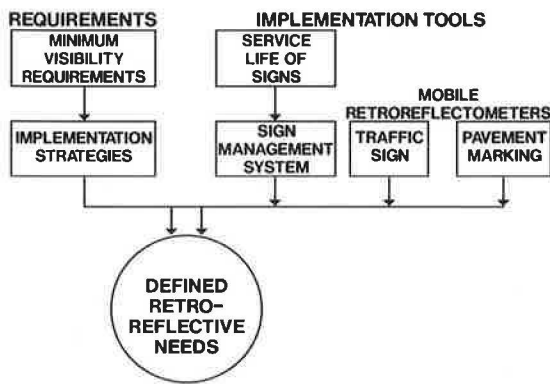 REQUIREMENTS
IMPLEMENTATION TOOLS
MINIMUM
VISIBILITY
REQUIREMENTS
SERVICE
LIFE OF
SIGNS
MOBILE
RETROREFLECTOMETERS
IMPLEMENTATION
STRATEGIES
SIGN
MANAGEMENT
SYSTEM
TRAFFIC
SIGN
PAVEMENT
MARKING
DEFINED
RETRO-
REFLECTIVE
NEEDS